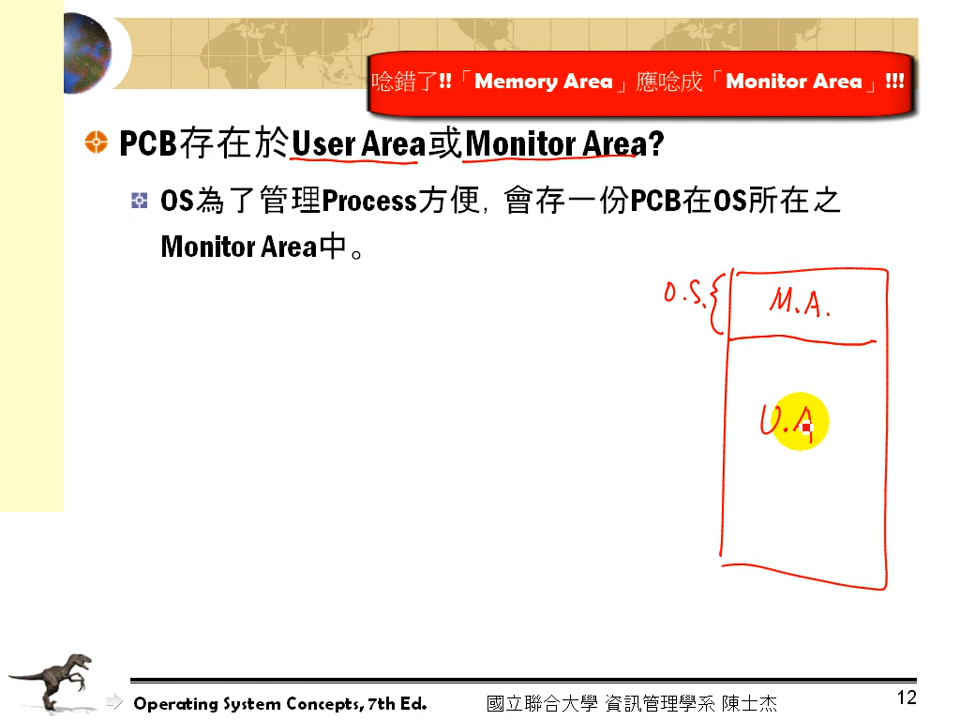 唸錯了!!「Memory Area」應唸成「Monitor Area」!!!
PCB存在於User Area或Monitor Area?
OS為了管理Process方便, 會存一份PCB在OS所在之
Monitor Area中。
O.S.
M.A.
U.A
Operating System Concepts, 7th Ed.
國立聯合大學 資訊管理學系 陳士杰
12